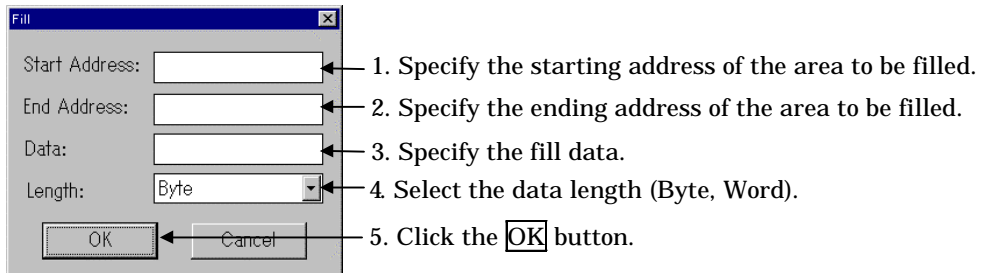 Fill
Start Address: 1. Specify the starting address of the area to be filled.
End Address: 2. Specify the ending address of the area to be filled.
Data: 3. Specify the fill data.
Length: Byte 4. Select the data length (Byte, Word).
OK Cancel 5. Click the OK button.